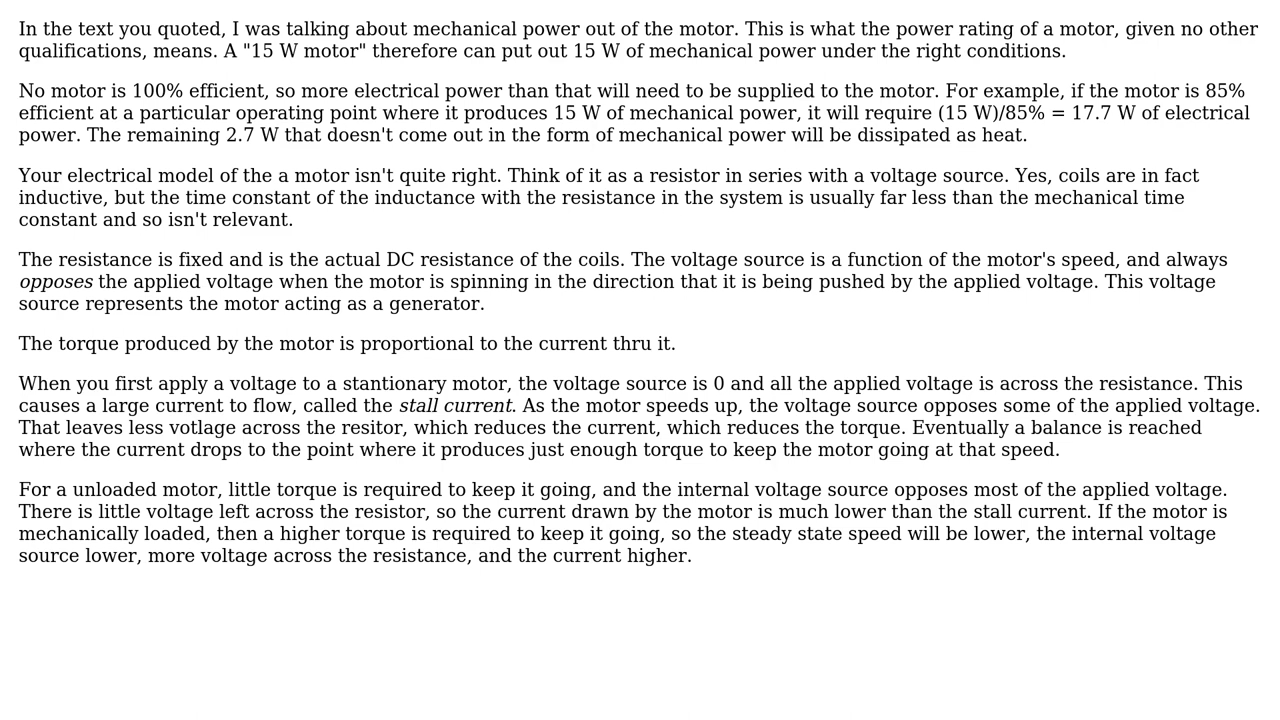 In the text you quoted, I was talking about mechanical power out of the motor. This is what the power rating of a motor, given no other
qualifications, means. A "15 W motor" therefore can put out 15 W of mechanical power under the right conditions.
No motor is 100% efficient, so more electrical power than that will need to be supplied to the motor. For example, if the motor is 85%
efficient at a particular operating point where it produces 15 W of mechanical power, it will require (15 W)/85% = 17.7 W of electrical
power. The remaining 2.7 W that doesn't come out in the form of mechanical power will be dissipated as heat.
Your electrical model of the a motor isn't quite right. Think of it as a resistor in series with a voltage source. Yes, coils are in fact
inductive, but the time constant of the inductance with the resistance in the system is usually far less than the mechanical time
constant and so isn't relevant.
The resistance is fixed and is the actual DC resistance of the coils. The voltage source is a function of the motor's speed, and always
opposes the applied voltage when the motor is spinning in the direction that it is being pushed by the applied voltage. This voltage
source represents the motor acting as a generator.
The torque produced by the motor is proportional to the current thru it.
When you first apply a voltage to a stantionary motor, the voltage source is 0 and all the applied voltage is across the resistance. This
causes a large current to flow, called the stall current. As the motor speeds up, the voltage source opposes some of the applied voltage.
That leaves less votlage across the resitor, which reduces the current, which reduces the torque. Eventually a balance is reached
where the current drops to the point where it produces just enough torque to keep the motor going at that speed.
For a unloaded motor, little torque is required to keep it going, and the internal voltage source opposes most of the applied voltage.
There is little voltage left across the resistor, so the current drawn by the motor is much lower than the stall current. If the motor is
mechanically loaded, then a higher torque is required to keep it going, so the steady state speed will be lower, the internal voltage
source lower, more voltage across the resistance, and the current higher.